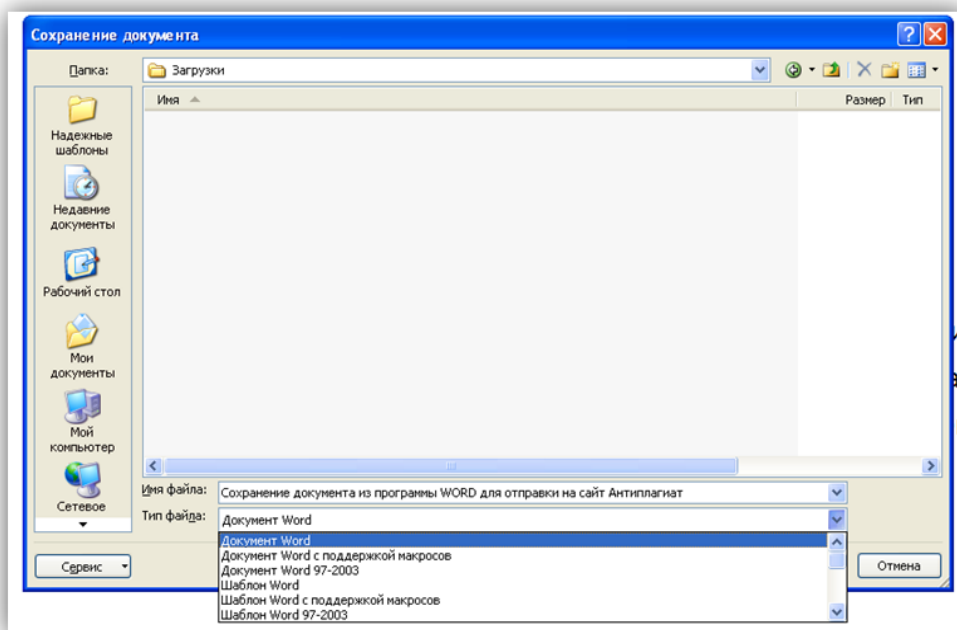 Сохранение документа
Папка:
Загрузки
Имя
Размер
Тип
Надежные
шаблоны
Недавние
документы
Рабочий стол
Мои
документы
Мой
компьютер
Сетевое
Имя файла:
Сохранение документа из программы WORD для отправки на сайт Антиплагиат
Тип файла:
Документ Word
Документ Word
Документ Word с поддержкой макросов
Документ Word 97-2003
Шаблон Word
Шаблон Word с поддержкой макросов
Шаблон Word 97-2003
Сервис
Отмена